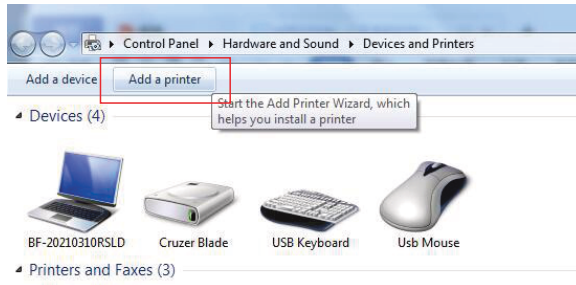 Control Panel ▸ Hardware and Sound ▸ Devices and Printers
Add a device Add a printer
Start the Add Printer Wizard, which
helps you install a printer
Devices (4)
BF-20210310RSLD Cruzer Blade USB Keyboard Usb Mouse
Printers and Faxes (3)